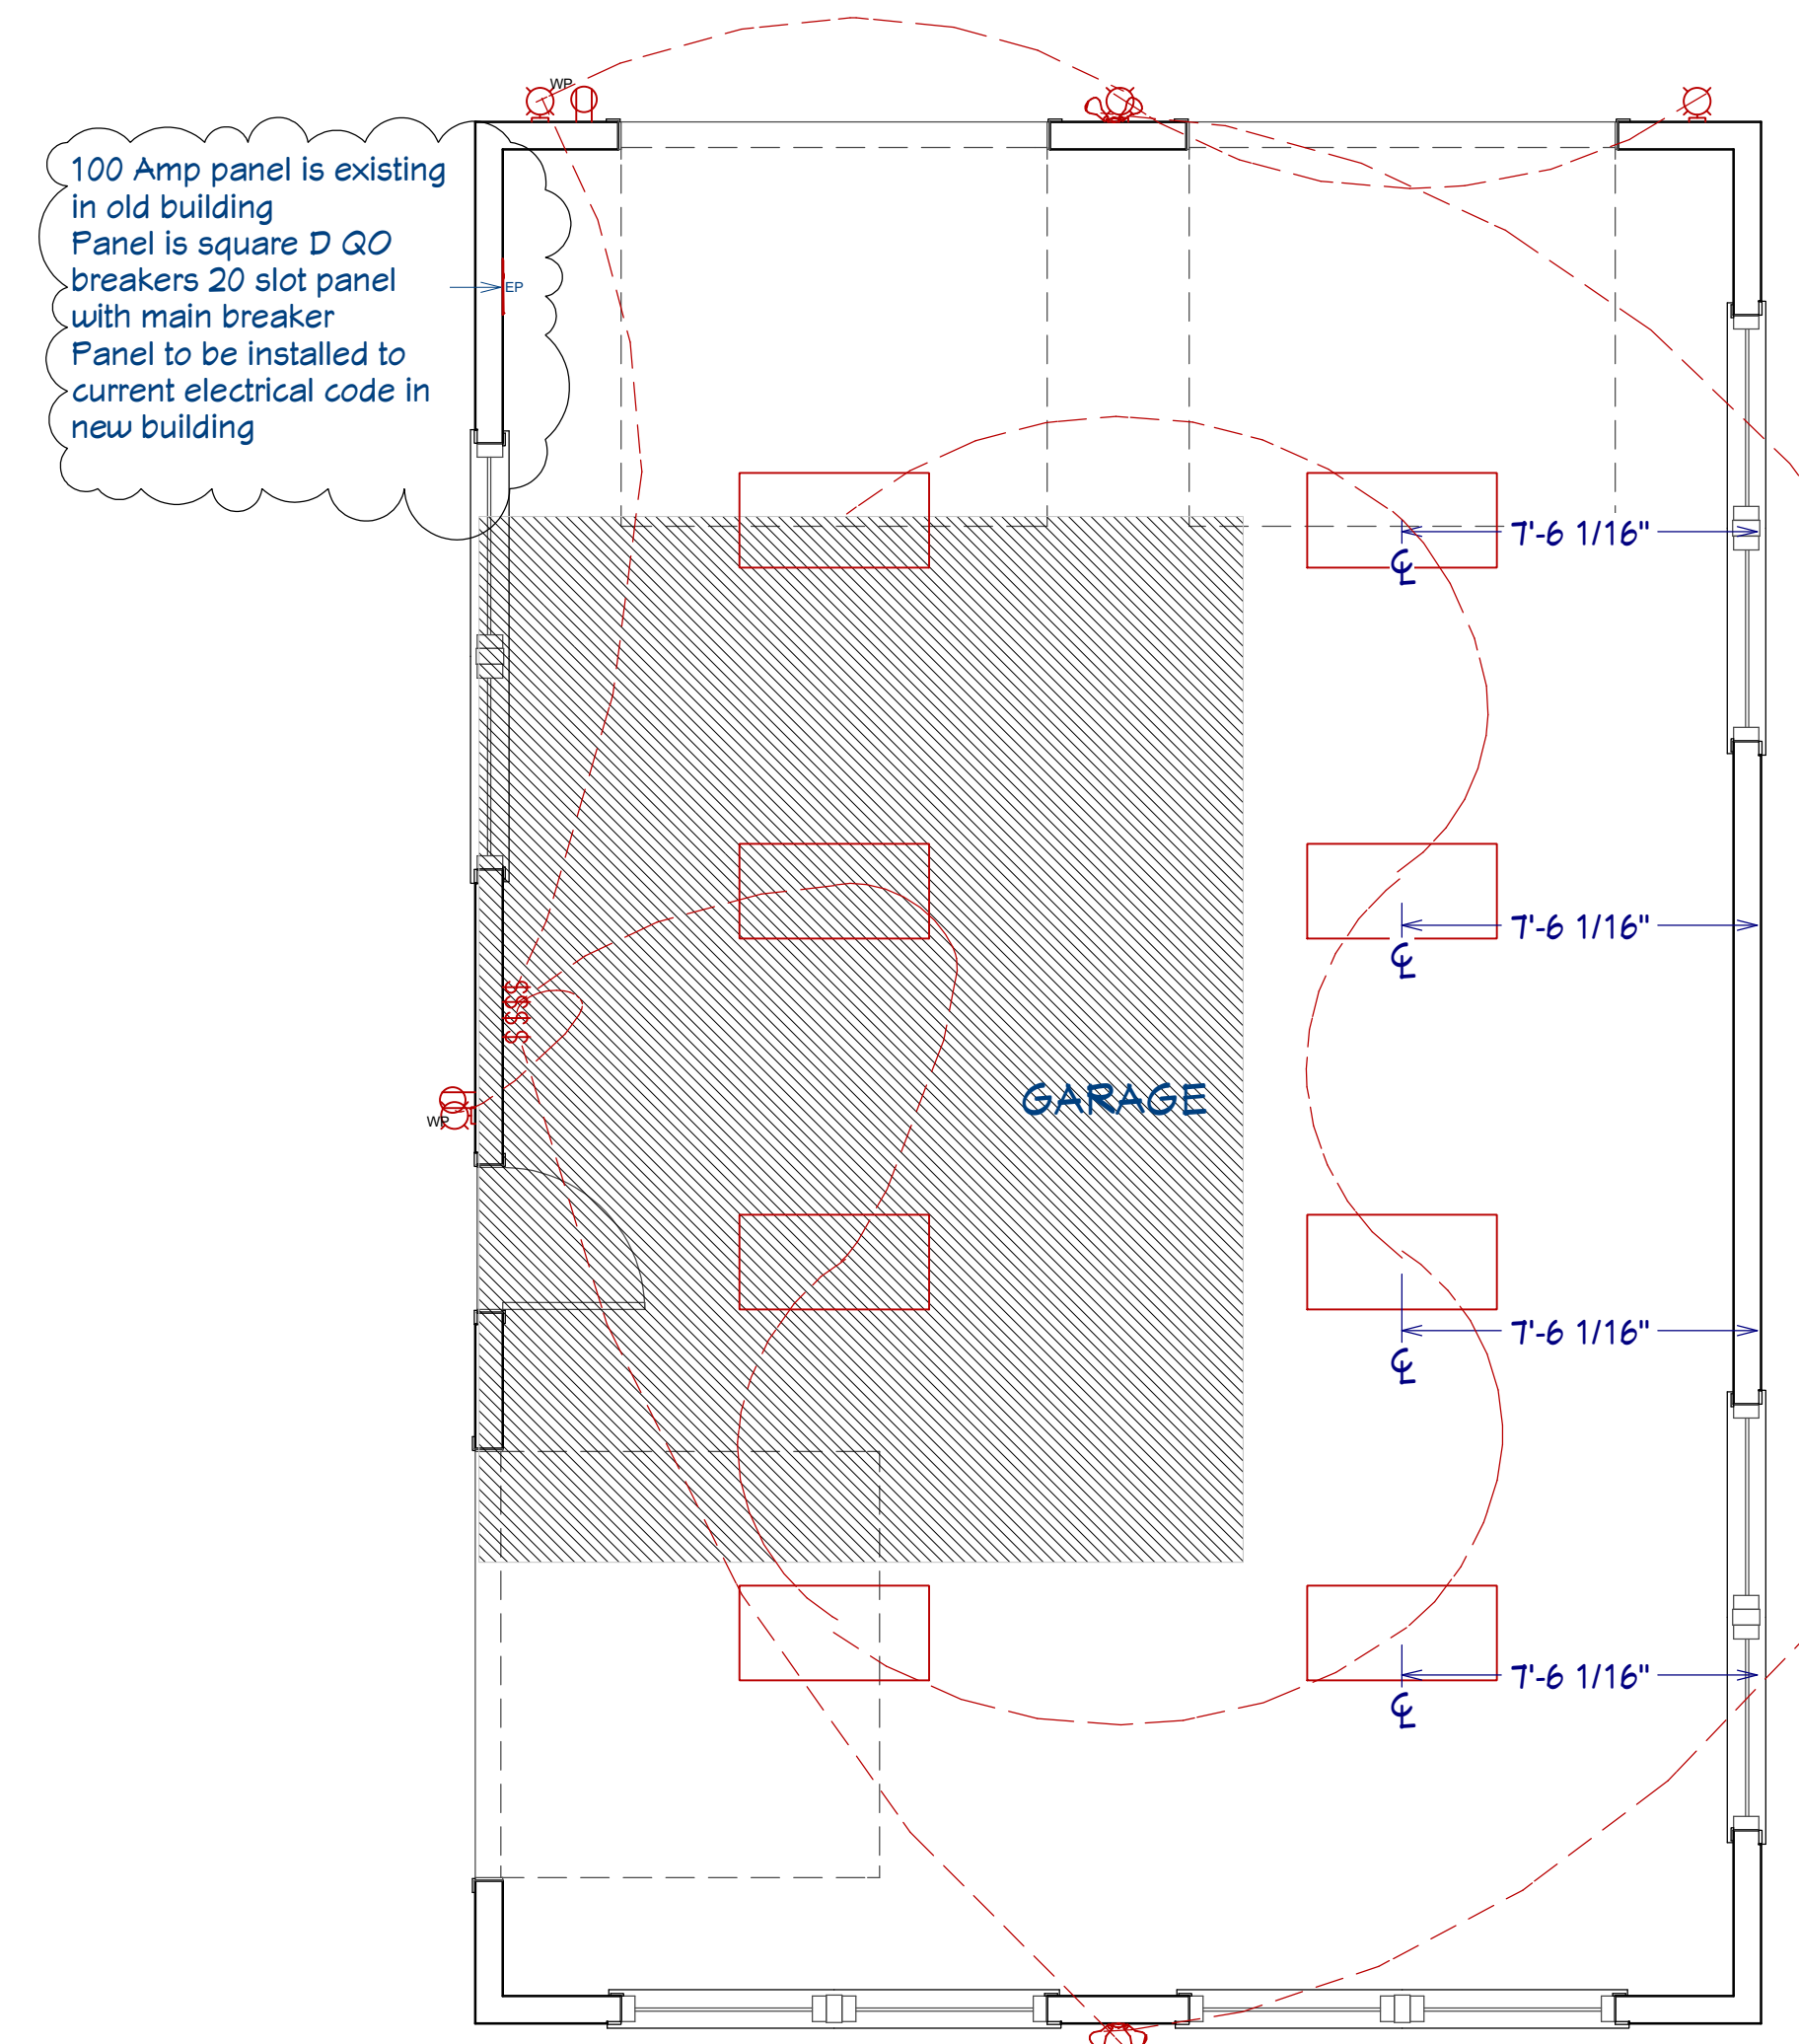 WP
100 Amp panel is existing
in old building
Panel is square D QO
breakers 20 slot panel
with main breaker
Panel to be installed to
current electrical code in
new building
EP
7'-6 1/16"
℄
7'-6 1/16"
℄
$$$$
GARAGE
WP
7'-6 1/16"
℄
7'-6 1/16"
℄